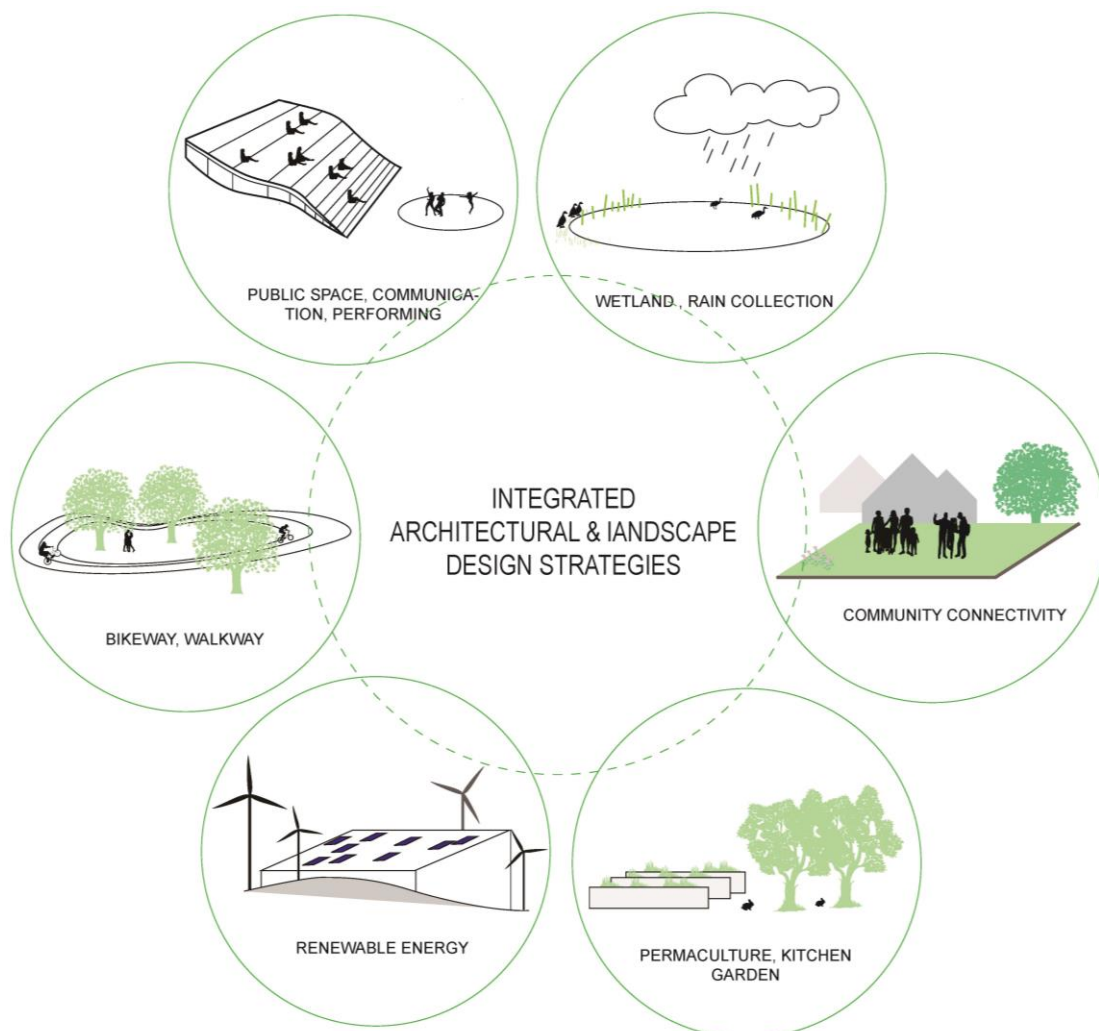 PUBLIC SPACE, COMMUNICA-
TION, PERFORMING
WETLAND , RAIN COLLECTION
INTEGRATED
ARCHITECTURAL & lANDSCAPE
DESIGN STRATEGIES
BIKEWAY, WALKWAY
COMMUNITY CONNECTIVITY
RENEWABLE ENERGY
PERMACULTURE, KITCHEN
GARDEN